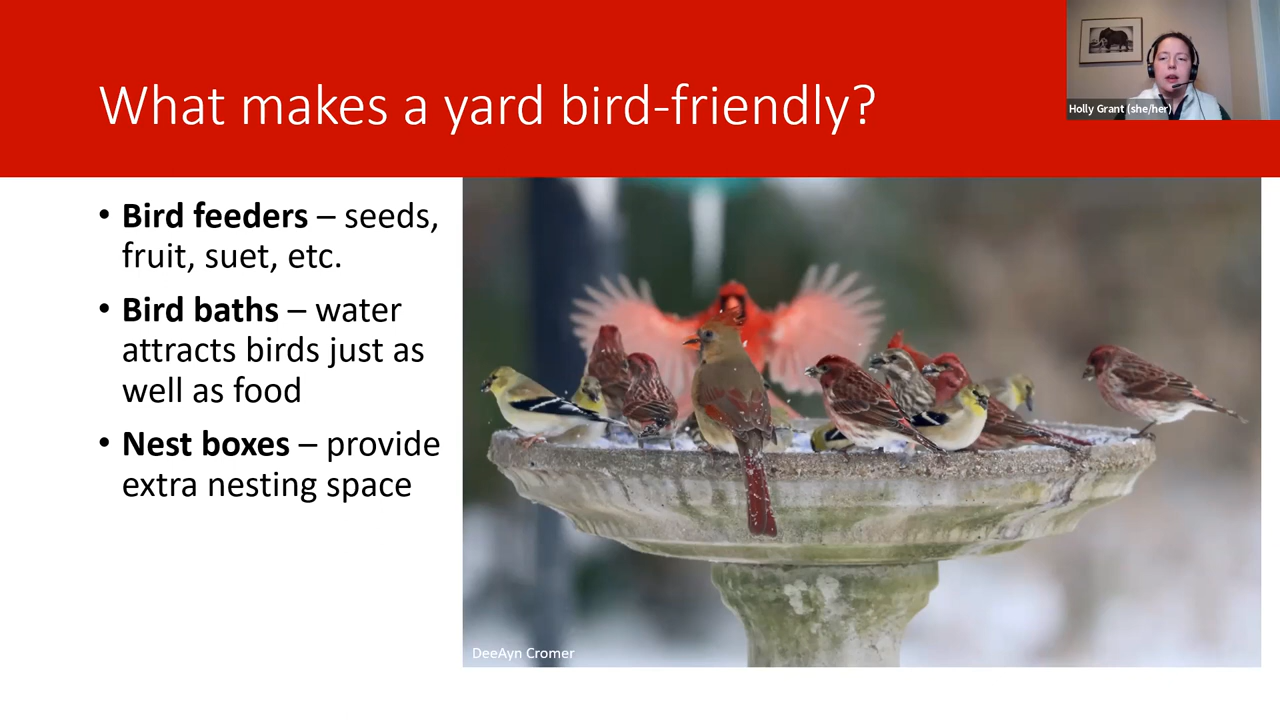 What makes a yard bird-friendly?
Holly Grant (she/her)
• Bird feeders – seeds,
fruit, suet, etc.
• Bird baths – water
attracts birds just as
well as food
• Nest boxes – provide
extra nesting space
DeeAyn Cromer